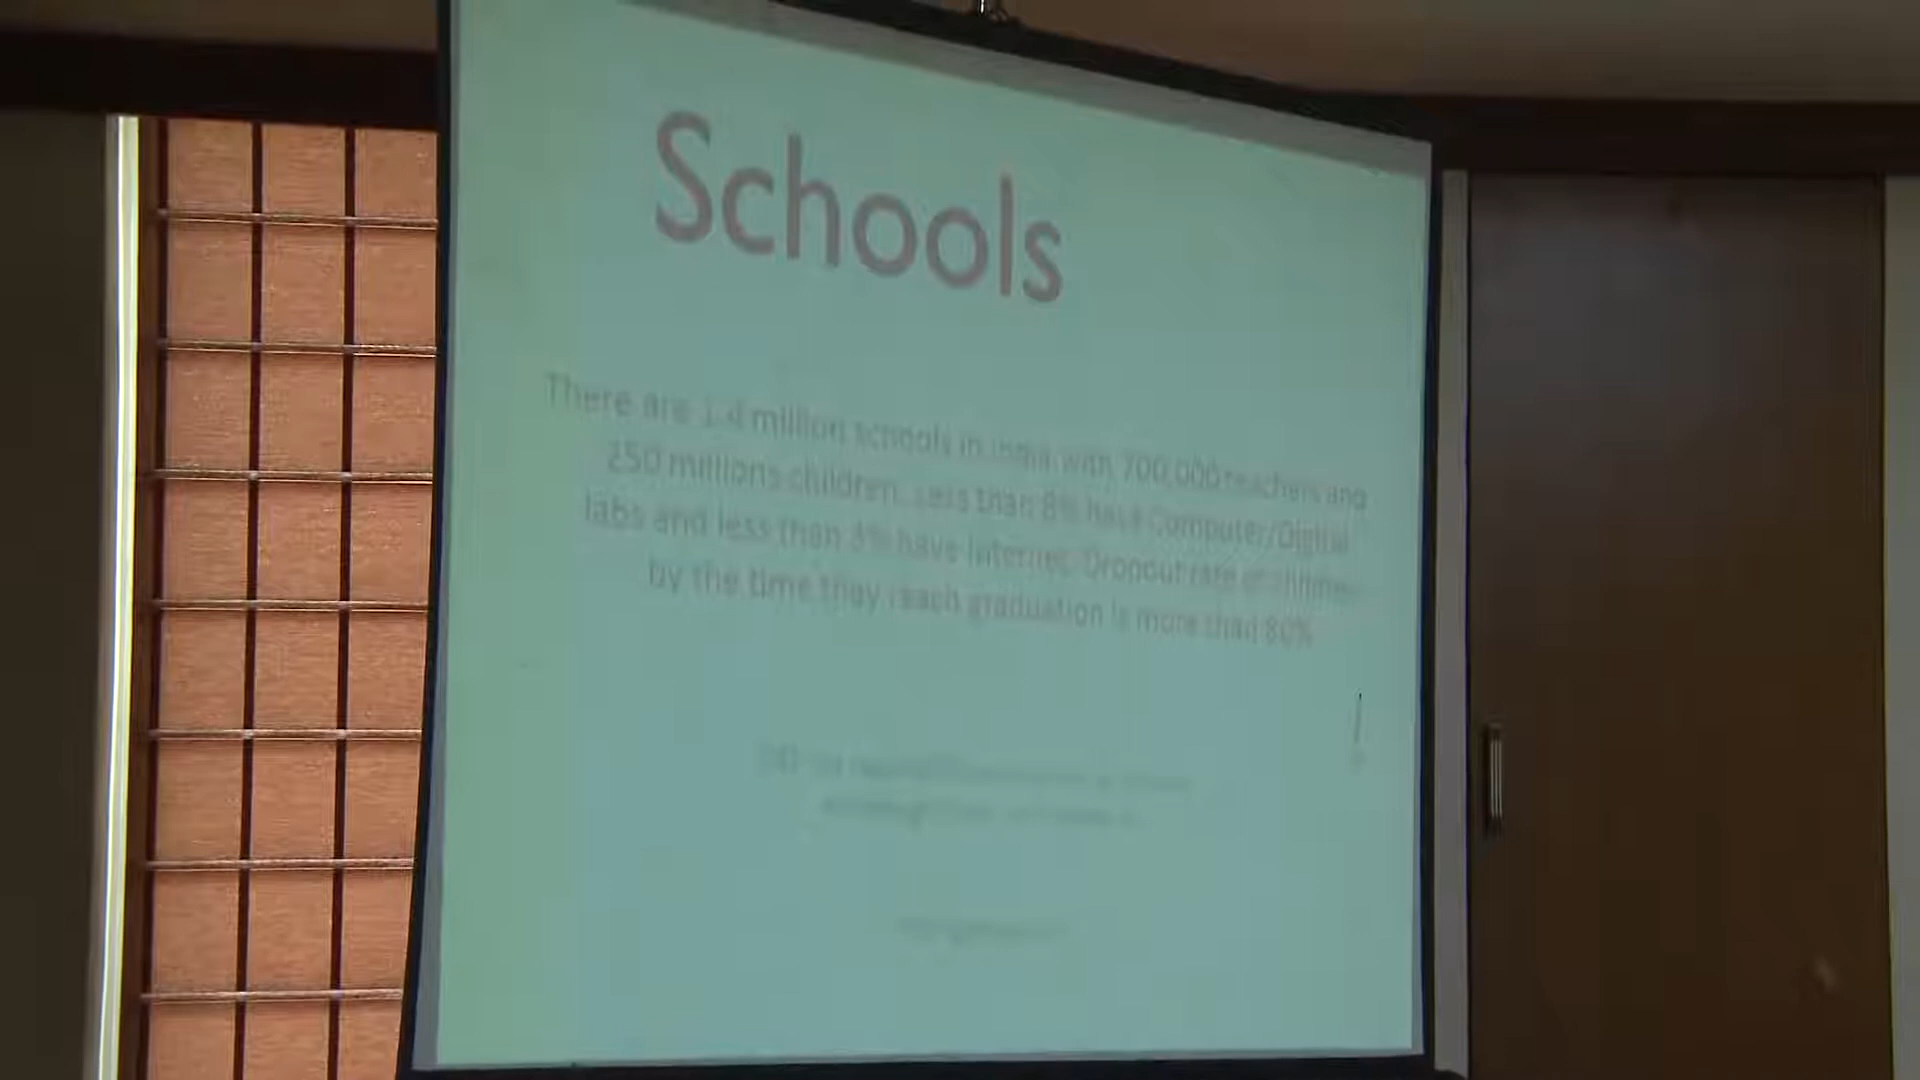 Schools
There are 1.4 million schools in India with 700,000 teachers and
250 millions children. Less than 8% have Computer/Digital
labs and less than 3% have internet. Dropout rate of children
by the time they reach graduation is more than 80%